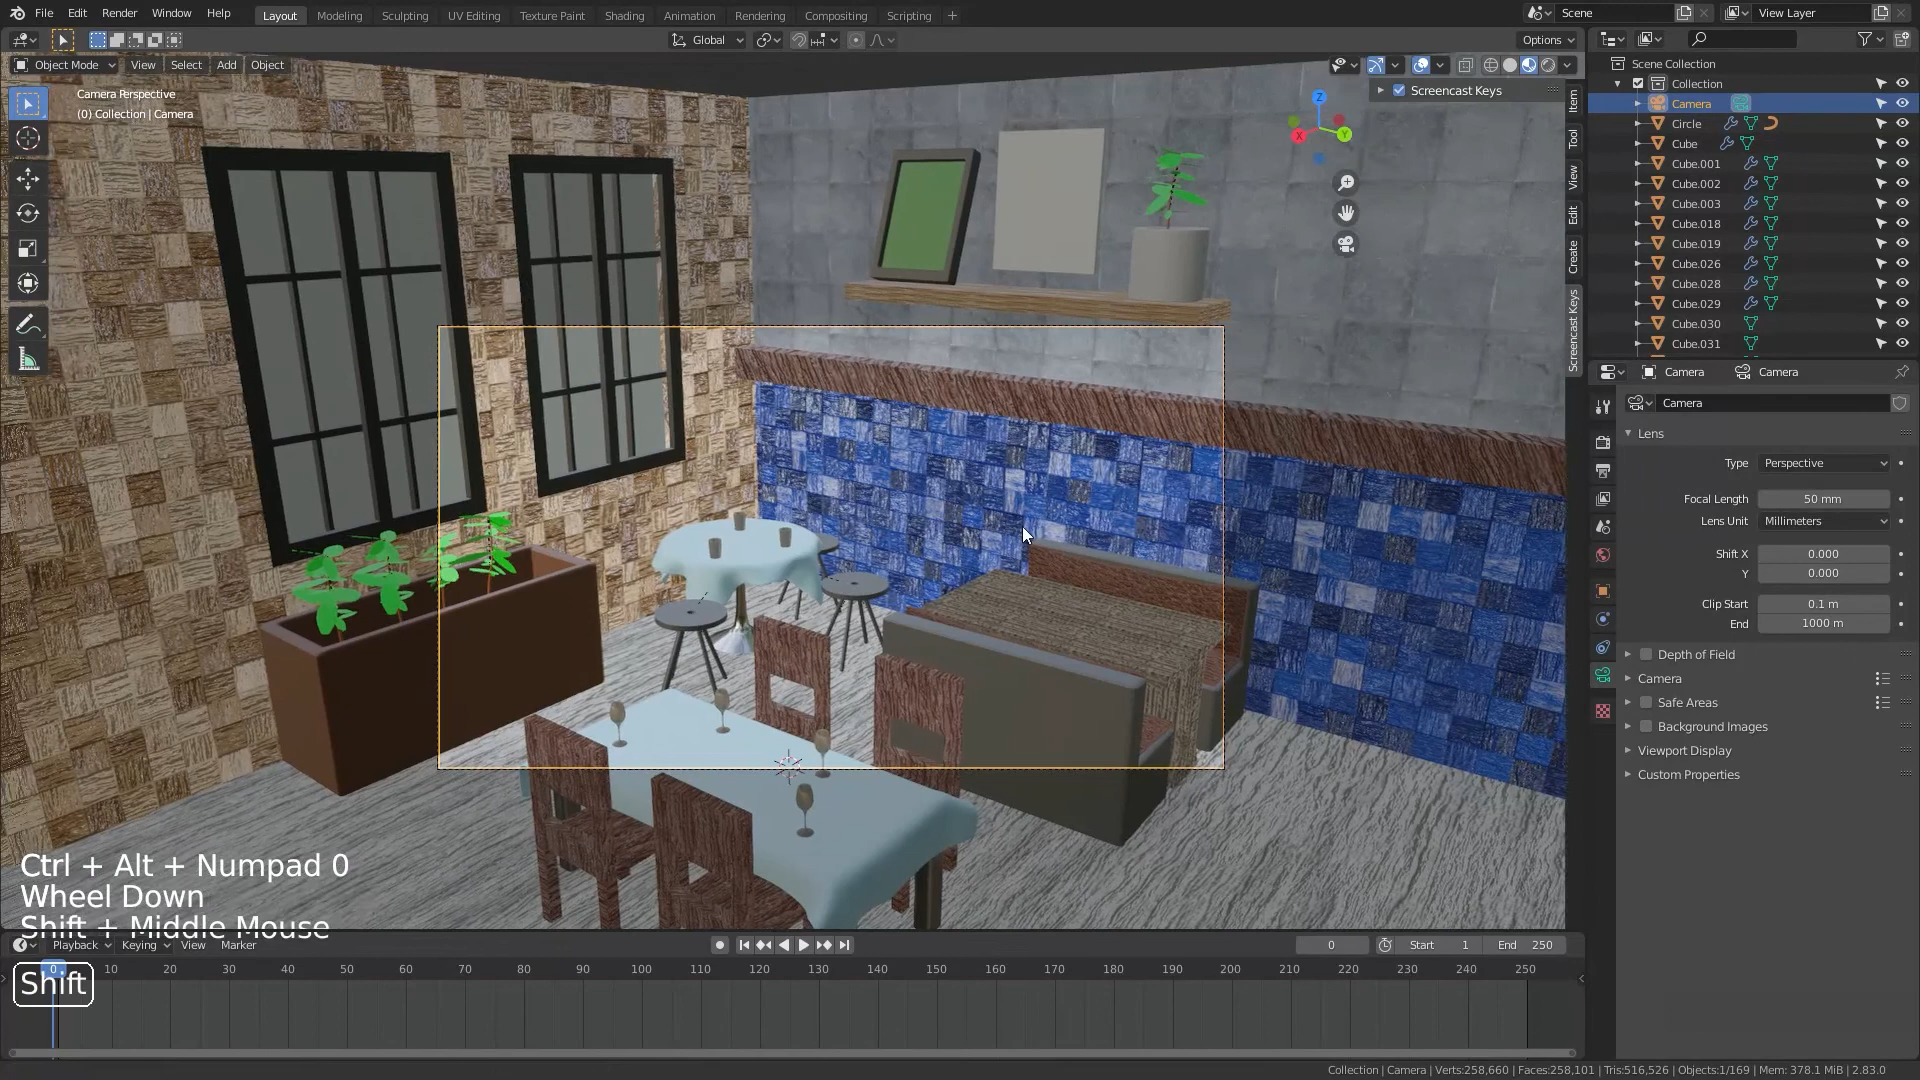 File Edit Render Window Help Layout Modeling Sculpting UV Editing Texture Paint Shading Animation Rendering Compositing Scripting + Scene View Layer
Global Options
Object Mode View Select Add Object
Camera Perspective
(0) Collection | Camera
Screencast Keys
Z
X
Y
Item
Tool
View
Edit
Create
Screencast Keys
Scene Collection
Collection
Camera
Circle
Cube
Cube.001
Cube.002
Cube.003
Cube.018
Cube.019
Cube.026
Cube.028
Cube.029
Cube.030
Cube.031
Camera Camera
Camera
Lens
Type Perspective
Focal Length 50 mm
Lens Unit Millimeters
Shift X 0.000
Y 0.000
Clip Start 0.1 m
End 1000 m
Depth of Field
Camera
Safe Areas
Background Images
Viewport Display
Custom Properties
Ctrl + Alt + Numpad 0
Wheel Down
Shift + Middle Mouse
Playback Keying View Marker 0 Start 1 End 250
0 10 20 30 40 50 60 70 80 90 100 110 120 130 140 150 160 170 180 190 200 210 220 230 240 250
Shift
Collection | Camera | Verts:258,660 | Faces:258,101 | Tris:516,526 | Objects:1/169 | Mem: 378.1 MiB | 2.83.0